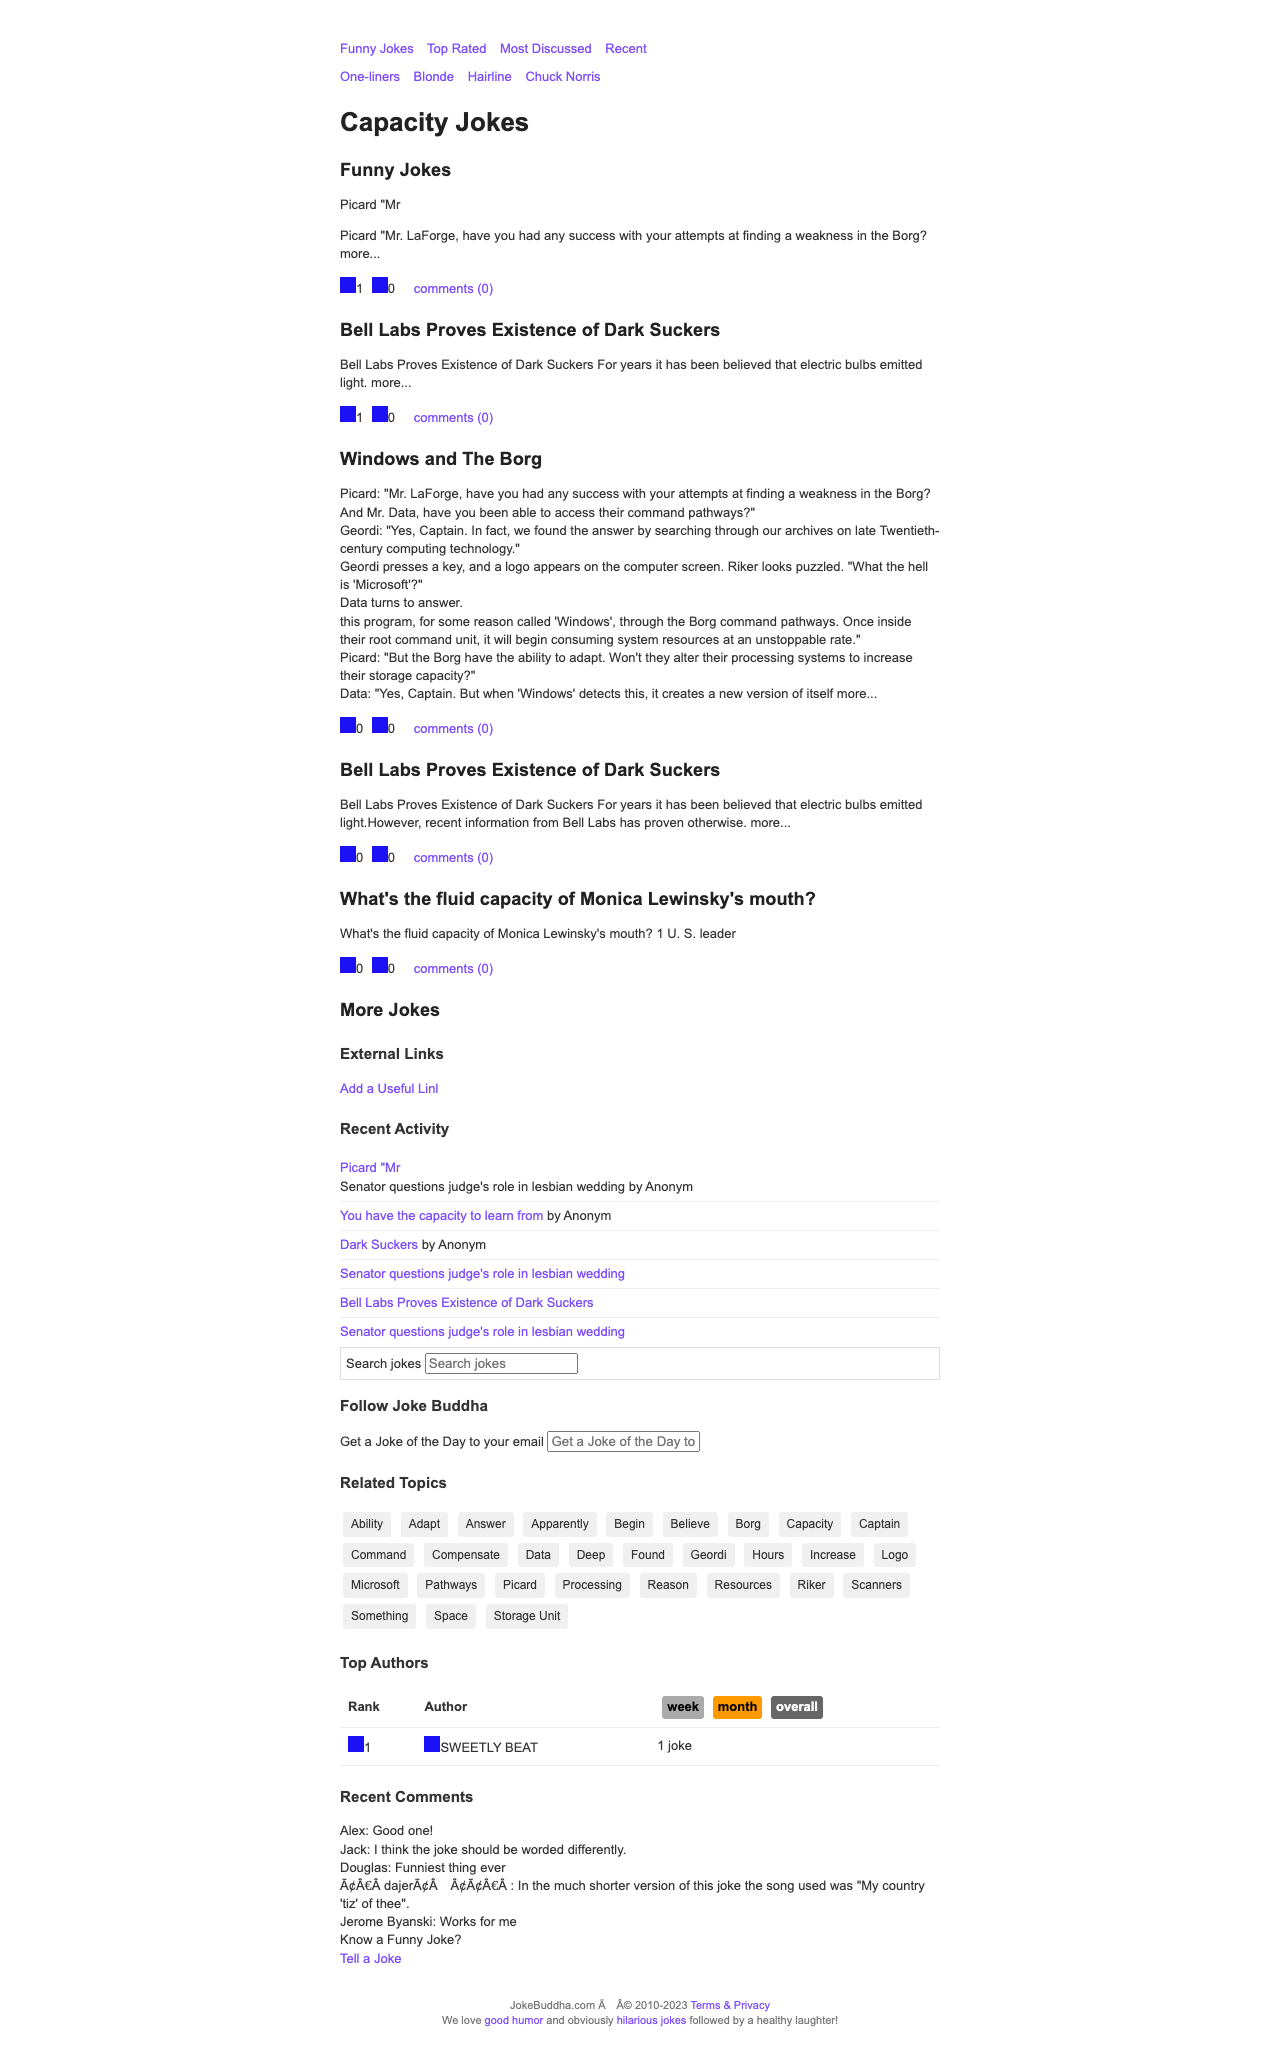 Funny Jokes Top Rated Most Discussed Recent
One-liners Blonde Hairline Chuck Norris
Capacity Jokes
Funny Jokes
Picard "Mr
Picard "Mr. LaForge, have you had any success with your attempts at finding a weakness in the Borg?
more...
1 0 comments (0)
Bell Labs Proves Existence of Dark Suckers
Bell Labs Proves Existence of Dark Suckers For years it has been believed that electric bulbs emitted
light. more...
1 0 comments (0)
Windows and The Borg
Picard: "Mr. LaForge, have you had any success with your attempts at finding a weakness in the Borg?
And Mr. Data, have you been able to access their command pathways?"
Geordi: "Yes, Captain. In fact, we found the answer by searching through our archives on late Twentieth-
century computing technology."
Geordi presses a key, and a logo appears on the computer screen. Riker looks puzzled. "What the hell
is 'Microsoft'?"
Data turns to answer.
this program, for some reason called 'Windows', through the Borg command pathways. Once inside
their root command unit, it will begin consuming system resources at an unstoppable rate."
Picard: "But the Borg have the ability to adapt. Won't they alter their processing systems to increase
their storage capacity?"
Data: "Yes, Captain. But when 'Windows' detects this, it creates a new version of itself more...
0 0 comments (0)
Bell Labs Proves Existence of Dark Suckers
Bell Labs Proves Existence of Dark Suckers For years it has been believed that electric bulbs emitted
light.However, recent information from Bell Labs has proven otherwise. more...
0 0 comments (0)
What's the fluid capacity of Monica Lewinsky's mouth?
What's the fluid capacity of Monica Lewinsky's mouth? 1 U. S. leader
0 0 comments (0)
More Jokes
External Links
Add a Useful Linl
Recent Activity
Picard "Mr
Senator questions judge's role in lesbian wedding by Anonym
You have the capacity to learn from by Anonym
Dark Suckers by Anonym
Senator questions judge's role in lesbian wedding
Bell Labs Proves Existence of Dark Suckers
Senator questions judge's role in lesbian wedding
Search jokes Search jokes
Follow Joke Buddha
Get a Joke of the Day to your email Get a Joke of the Day to
Related Topics
Ability Adapt Answer Apparently Begin Believe Borg Capacity Captain
Command Compensate Data Deep Found Geordi Hours Increase Logo
Microsoft Pathways Picard Processing Reason Resources Riker Scanners
Something Space Storage Unit
Top Authors
Rank Author week month overall
1 SWEETLY BEAT 1 joke
Recent Comments
Alex: Good one!
Jack: I think the joke should be worded differently.
Douglas: Funniest thing ever
Ã¢Â€Â dajerÃ¢Â Â¢Ã¢Â€Â : In the much shorter version of this joke the song used was "My country
'tiz' of thee".
Jerome Byanski: Works for me
Know a Funny Joke?
Tell a Joke
JokeBuddha.com Ã Â© 2010-2023 Terms & Privacy
We love good humor and obviously hilarious jokes followed by a healthy laughter!